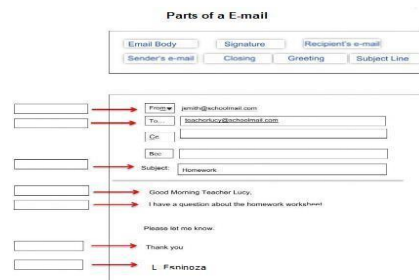 Parts of a E-mail
Email Body Signature Recipient's e-mail
Sender's e-mail Closing Greeting Subject Line
From jsmith@schoolmail.com
To... teacherlucy@schoolmail.com
Cc
Bcc
Subject: Homework
Good Morning Teacher Lucy,
I have a question about the homework worksheet
Please let me know.
Thank you
L Espinoza